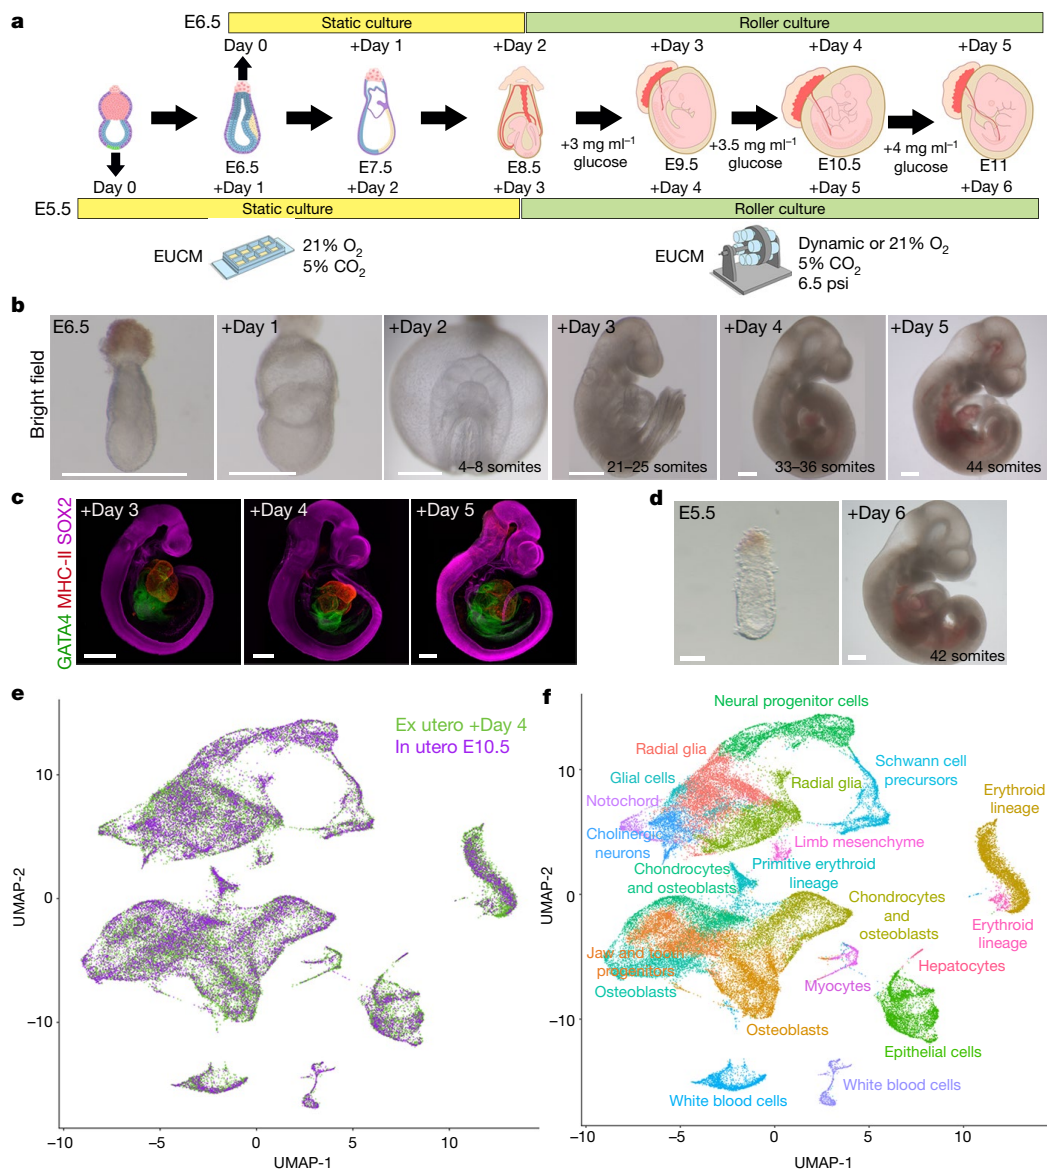 a
E6.5
Static culture
Roller culture
Day 0
+Day 1
+Day 2
+Day 3
+Day 4
+Day 5
+3 mg ml–1
glucose
+3.5 mg ml–1
glucose
+4 mg ml–1
glucose
E6.5
E7.5
E8.5
E9.5
E10.5
E11
Day 0
+Day 1
+Day 2
+Day 3
+Day 4
+Day 5
+Day 6
E5.5
Static culture
Roller culture
EUCM
21% O2
5% CO2
EUCM
Dynamic or 21% O2
5% CO2
6.5 psi
b
Bright field
E6.5
+Day 1
+Day 2
4–8 somites
+Day 3
21–25 somites
+Day 4
33–36 somites
+Day 5
44 somites
c
GATA4 MHC-II SOX2
+Day 3
+Day 4
+Day 5
d
E5.5
+Day 6
42 somites
e
Ex utero +Day 4
In utero E10.5
UMAP-2
10
0
−10
−10
−5
0
5
10
UMAP-1
f
Neural progenitor cells
Radial glia
Glial cells
Notochord
Cholinergic
neurons
Radial glia
Schwann cell
precursors
Erythroid
lineage
Limb mesenchyme
Chondrocytes
and osteoblasts
Primitive erythroid
lineage
Chondrocytes
and
osteoblasts
Erythroid
lineage
Jaw and tooth
progenitors
Osteoblasts
Hepatocytes
Myocytes
Osteoblasts
Epithelial cells
White blood cells
White blood cells
UMAP-2
10
0
−10
−10
−5
0
5
10
UMAP-1